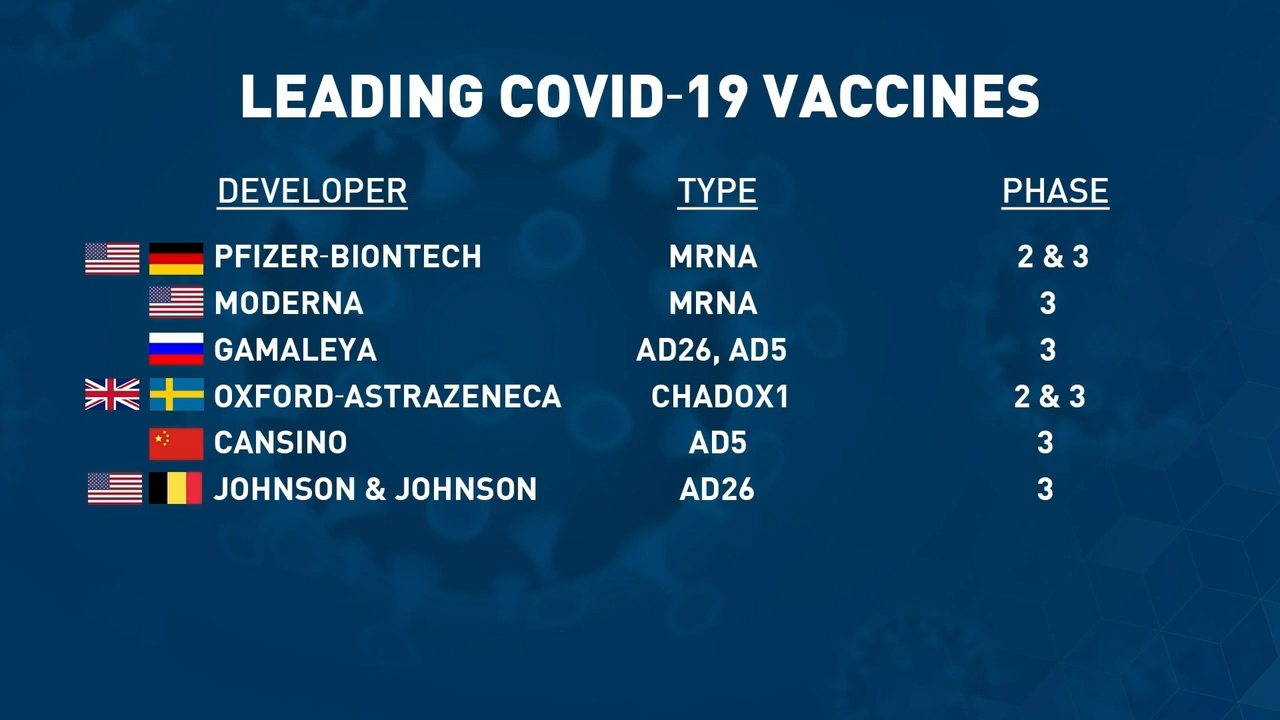 LEADING COVID-19 VACCINES
DEVELOPER TYPE PHASE
PFIZER-BIONTECH MRNA 2 & 3
MODERNA MRNA 3
GAMALEYA AD26, AD5 3
OXFORD-ASTRAZENECA CHADOX1 2 & 3
CANSINO AD5 3
JOHNSON & JOHNSON AD26 3